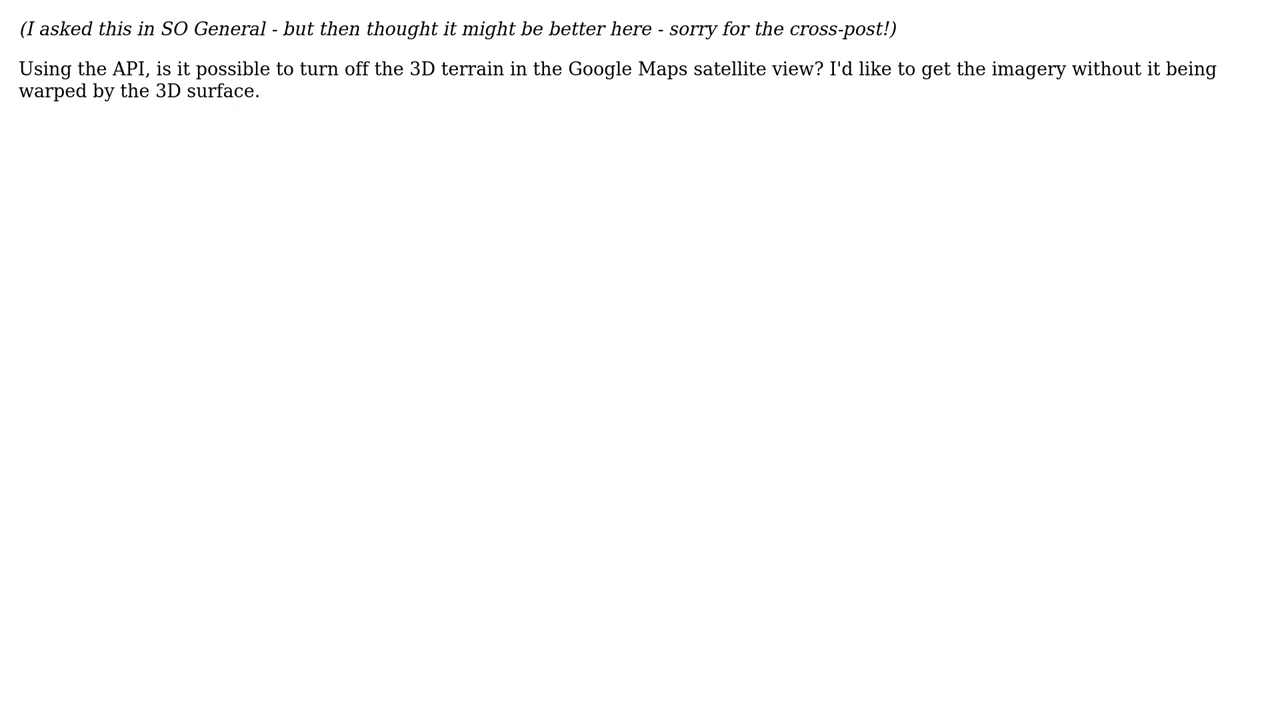 (I asked this in SO General - but then thought it might be better here - sorry for the cross-post!)
Using the API, is it possible to turn off the 3D terrain in the Google Maps satellite view? I'd like to get the imagery without it being
warped by the 3D surface.